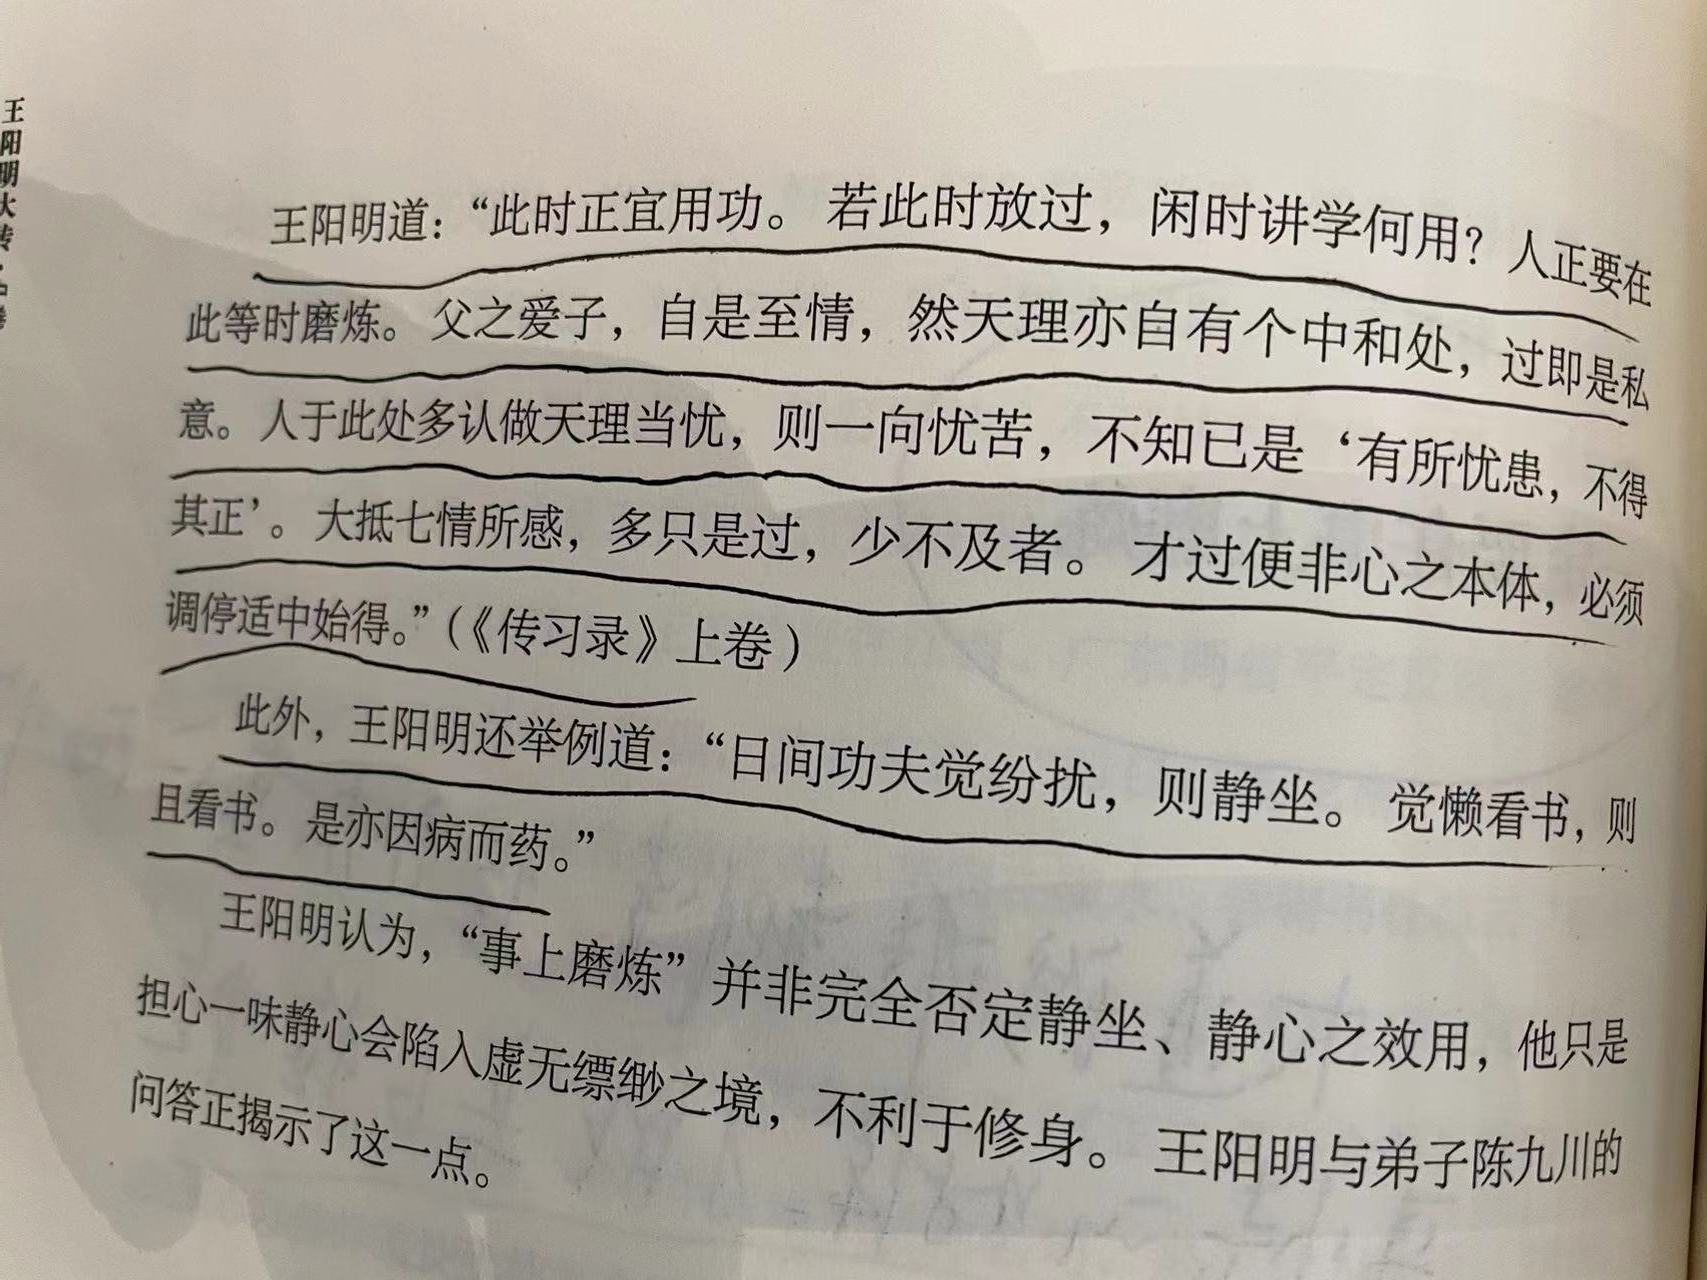 王阳明大传·中卷
王阳明道：“此时正宜用功。若此时放过，闲时讲学何用？人正要在
此等时磨炼。父之爱子，自是至情，然天理亦自有个中和处，过即是私
意。人于此处多认做天理当忧，则一向忧苦，不知已是‘有所忧患，不得
其正’。大抵七情所感，多只是过，少不及者。才过便非心之本体，必须
调停适中始得。”（《传习录》上卷）
此外，王阳明还举例道：“日间功夫觉纷扰，则静坐。觉懒看书，则
且看书。是亦因病而药。”
王阳明认为，“事上磨炼”并非完全否定静坐、静心之效用，他只是
担心一味静心会陷入虚无缥缈之境，不利于修身。王阳明与弟子陈九川的
问答正揭示了这一点。